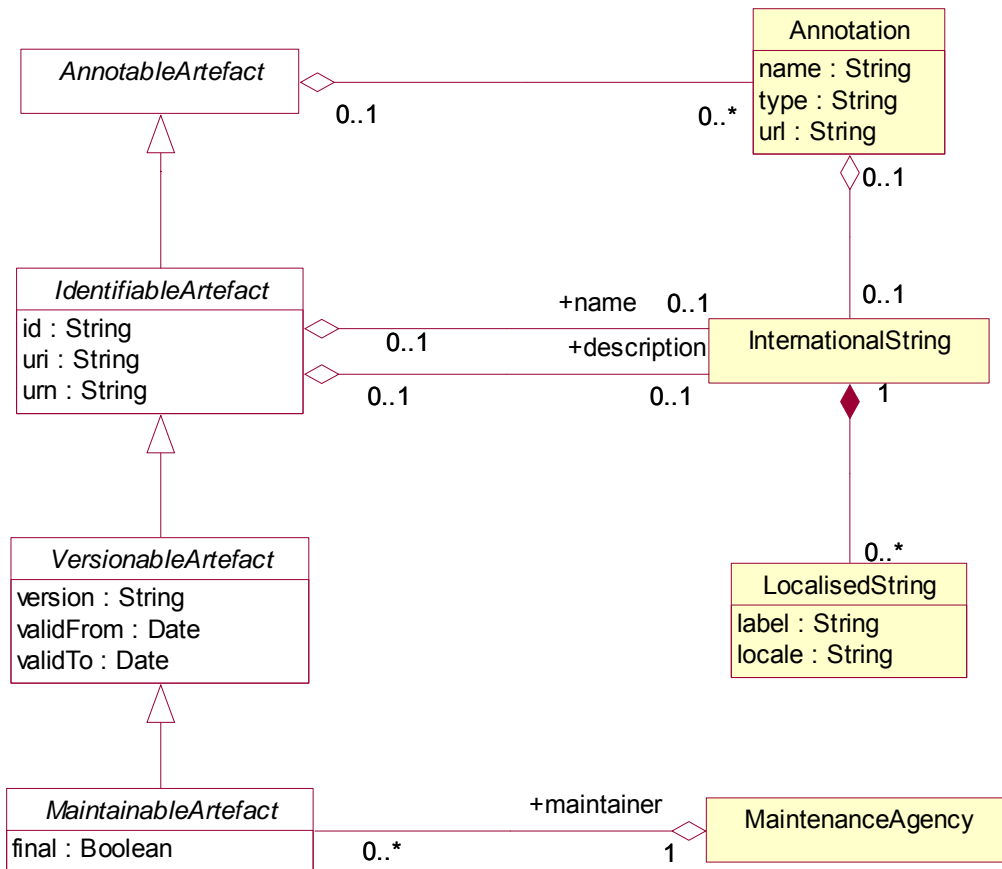 AnnotableArtefact
0..1
0..*
Annotation
name : String
type : String
url : String
0..1
0..1
IdentifiableArtefact
id : String
uri : String
urn : String
+name
0..1
0..1
+description
0..1
0..1
InternationalString
1
0..*
VersionableArtefact
version : String
validFrom : Date
validTo : Date
LocalisedString
label : String
locale : String
MaintainableArtefact
final : Boolean
+maintainer
0..*
1
MaintenanceAgency